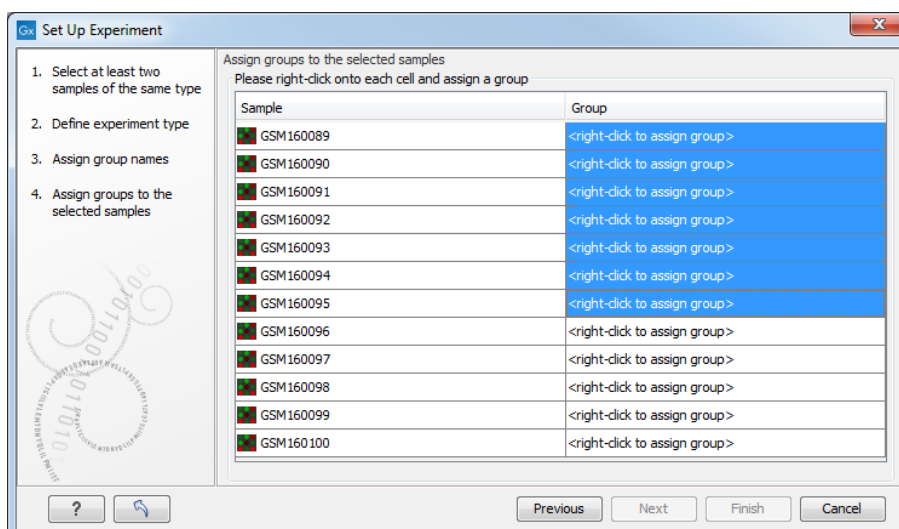 Gx Set Up Experiment
1. Select at least two
samples of the same type
2. Define experiment type
3. Assign group names
4. Assign groups to the
selected samples
Assign groups to the selected samples
Please right-click onto each cell and assign a group
Sample Group
GSM160089 <right-click to assign group>
GSM160090 <right-click to assign group>
GSM160091 <right-click to assign group>
GSM160092 <right-click to assign group>
GSM160093 <right-click to assign group>
GSM160094 <right-click to assign group>
GSM160095 <right-click to assign group>
GSM160096 <right-click to assign group>
GSM160097 <right-click to assign group>
GSM160098 <right-click to assign group>
GSM160099 <right-click to assign group>
GSM160100 <right-click to assign group>
? Previous Next Finish Cancel